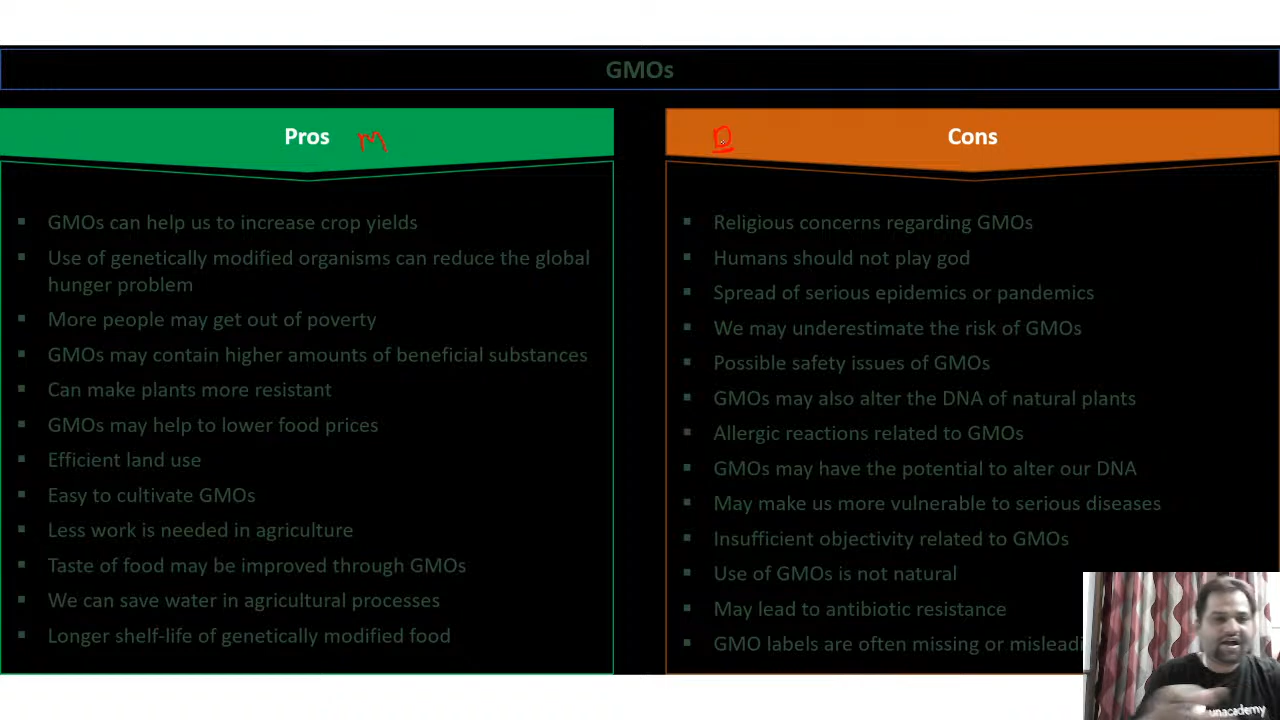 GMOs
Pros M
GMOs can help us to increase crop yields
Use of genetically modified organisms can reduce the global
hunger problem
More people may get out of poverty
GMOs may contain higher amounts of beneficial substances
Can make plants more resistant
GMOs may help to lower food prices
Efficient land use
Easy to cultivate GMOs
Less work is needed in agriculture
Taste of food may be improved through GMOs
We can save water in agricultural processes
Longer shelf-life of genetically modified food
D Cons
Religious concerns regarding GMOs
Humans should not play god
Spread of serious epidemics or pandemics
We may underestimate the risk of GMOs
Possible safety issues of GMOs
GMOs may also alter the DNA of natural plants
Allergic reactions related to GMOs
GMOs may have the potential to alter our DNA
May make us more vulnerable to serious diseases
Insufficient objectivity related to GMOs
Use of GMOs is not natural
May lead to antibiotic resistance
GMO labels are often missing or misleadi
unacademy